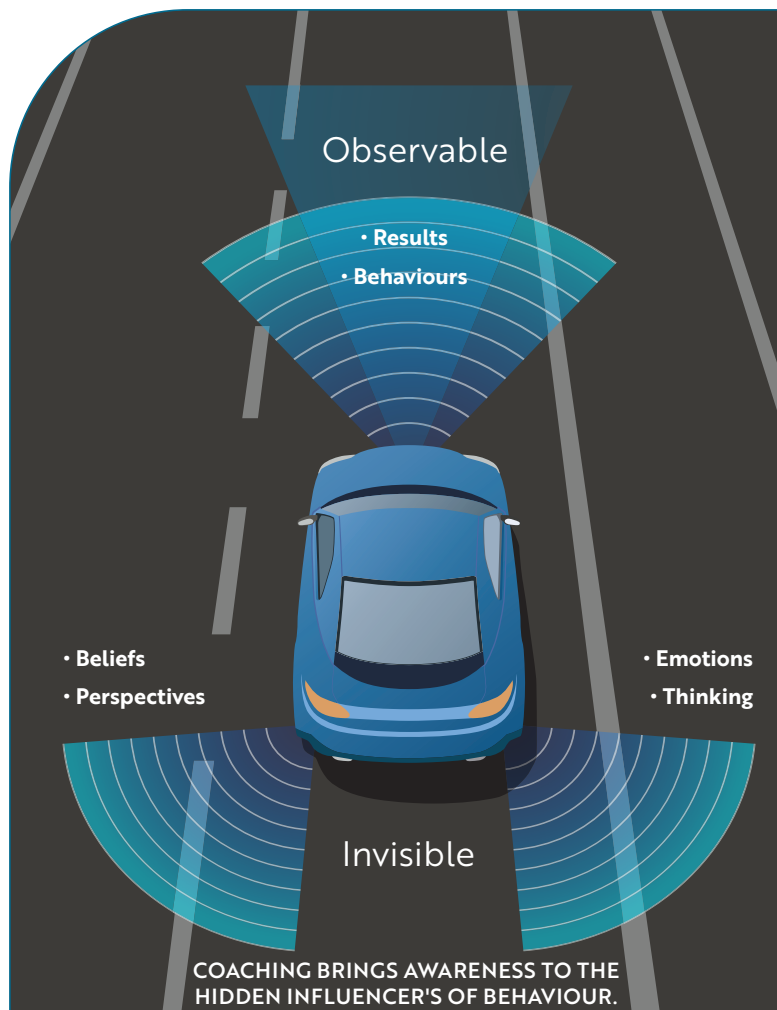 Observable
• Results
• Behaviours
• Beliefs
• Perspectives
• Emotions
• Thinking
Invisible
COACHING BRINGS AWARENESS TO THE
HIDDEN INFLUENCER'S OF BEHAVIOUR.